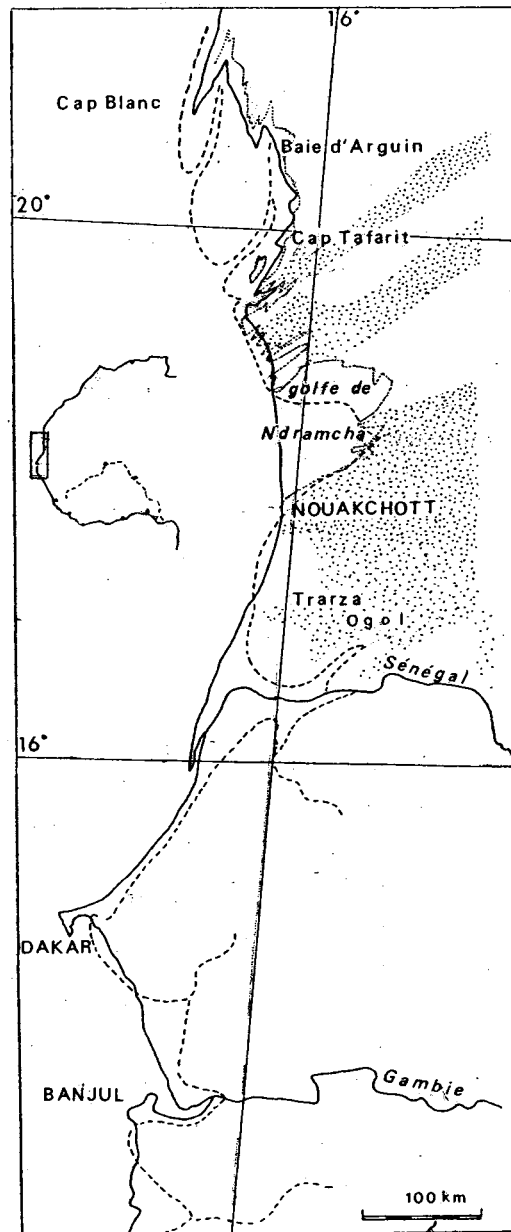 16°
Cap Blanc
Baie d'Arguin
20°
Cap Tafarit
golfe de
Ndramcha
NOUAKCHOTT
Trarza
Ogol
Sénégal
16°
DAKAR
BANJUL
Gambie
100 km